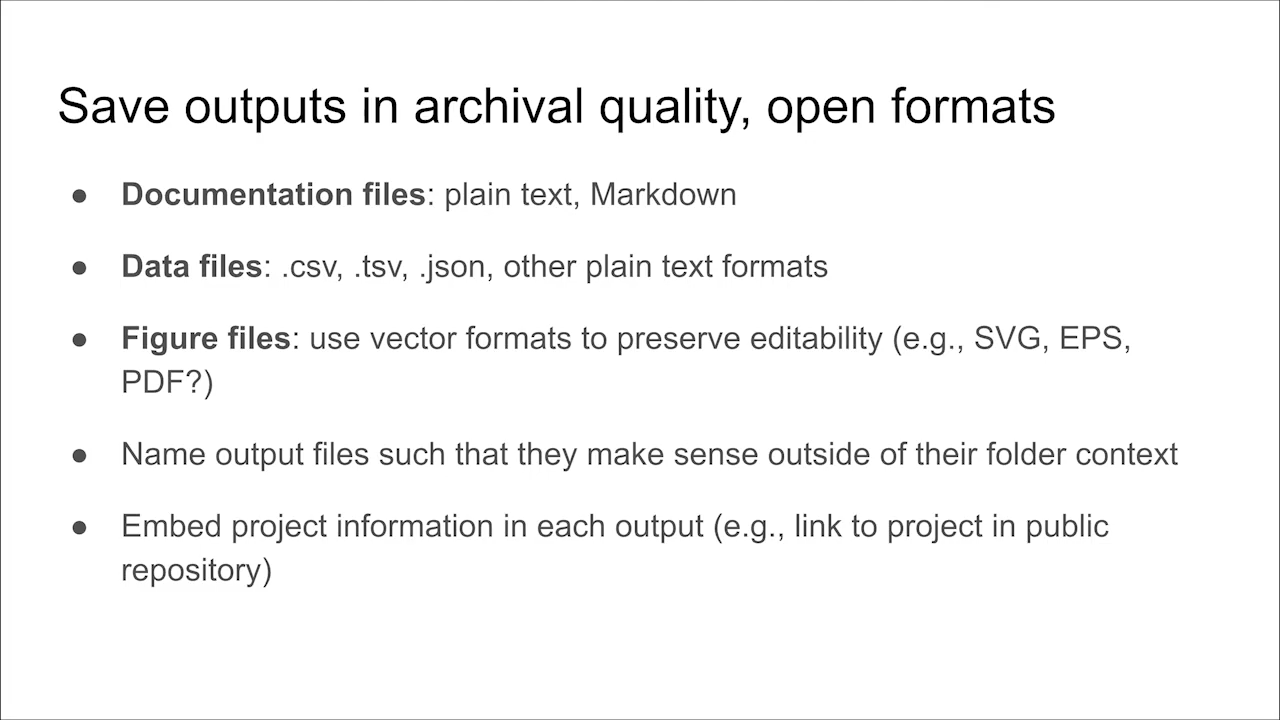 Save outputs in archival quality, open formats
● Documentation files: plain text, Markdown
● Data files: .csv, .tsv, .json, other plain text formats
● Figure files: use vector formats to preserve editability (e.g., SVG, EPS,
PDF?)
● Name output files such that they make sense outside of their folder context
● Embed project information in each output (e.g., link to project in public
repository)